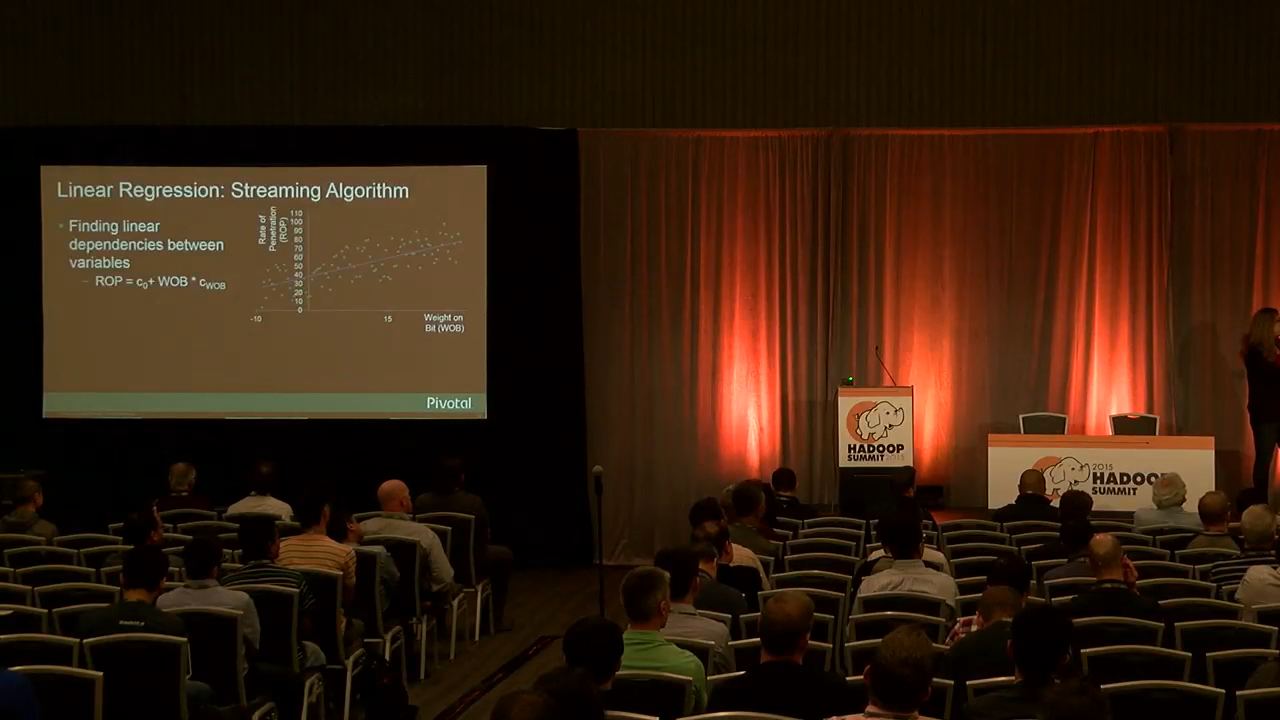 Linear Regression: Streaming Algorithm
Finding linear
dependencies between
variables
– ROP = c0+ WOB * cWOB
Rate of
Penetration
(ROP)
110
100
90
80
70
60
50
40
30
20
10
0
-10
15
Weight on
Bit (WOB)
Pivotal
HADOOP
SUMMIT 2015
2015
HADOOP
SUMMIT